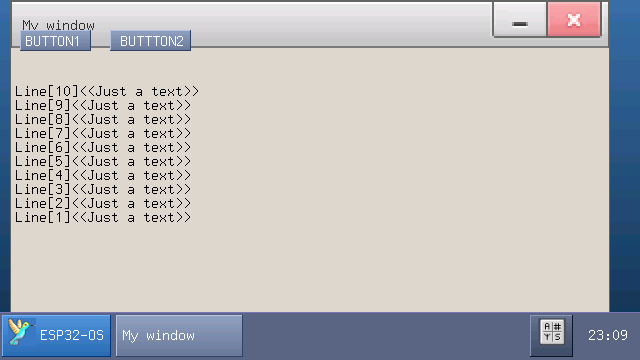 My window
BUTTON1 BUTTTON2
Line[10]<<Just a text>>
Line[9]<<Just a text>>
Line[8]<<Just a text>>
Line[7]<<Just a text>>
Line[6]<<Just a text>>
Line[5]<<Just a text>>
Line[4]<<Just a text>>
Line[3]<<Just a text>>
Line[2]<<Just a text>>
Line[1]<<Just a text>>
ESP32-OS My window A# TS 23:09